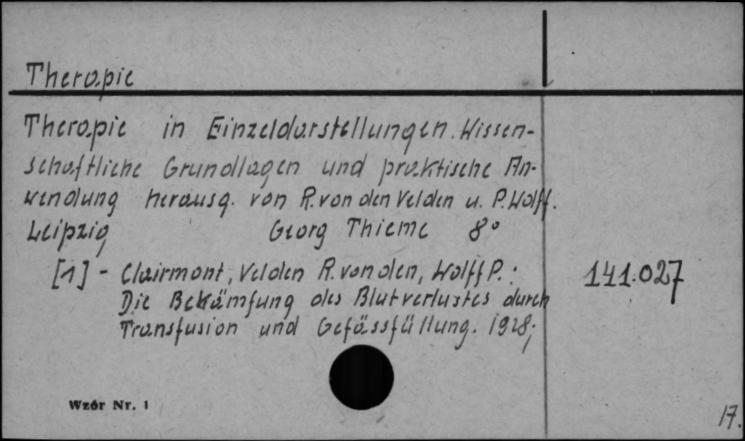 Therapie
Therapie in Einzeldarstellungen. Wissen-
schaftliche Grundlagen und praktische An-
wendung herausg. von R. von den Velden u. P. Wolff.
Leipzig Georg Thieme 8°
[1] - Clairmont, Velden R. von den, Wolff P. : 141.027
Die Bekämfung des Blutverlustes durch
Transfusion und Gefässfüllung. 1928;
Wzór Nr. 1
17.